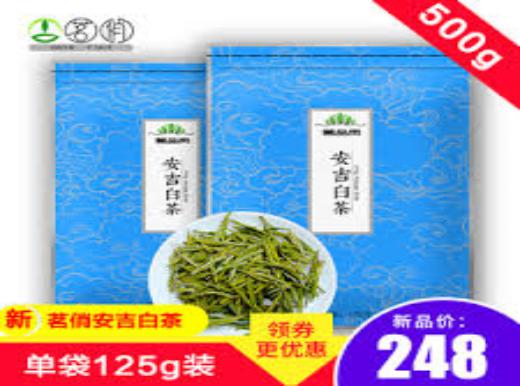 茗俏
500g
安吉白茶
安吉白茶
新 茗俏安吉白茶
单袋125g装
领券
更优惠
新品价：
248